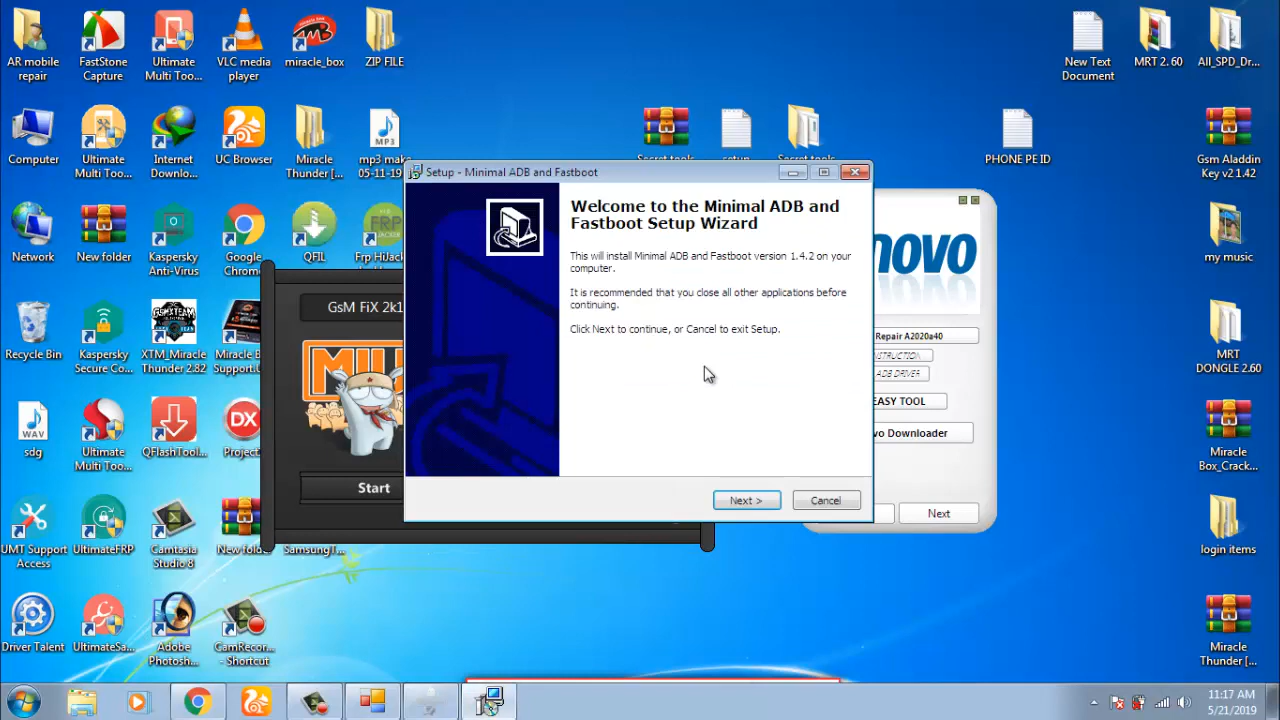 AR mobile
repair
FastStone
Capture
Ultimate
Multi Too...
VLC media
player
miracle_box
ZIP FILE
New Text
Document
MRT 2. 60
All_SPD_Dr...
Computer
Ultimate
Multi Too...
Internet
Downlo...
UC Browser
Miracle
Thunder [...
mp3 make
05-11-19
Secret tools
setup
Secret tools
PHONE PE ID
Gsm Aladdin
Key v2 1.42
Setup - Minimal ADB and Fastboot
Welcome to the Minimal ADB and
Fastboot Setup Wizard
This will install Minimal ADB and Fastboot version 1.4.2 on your
computer.
It is recommended that you close all other applications before
continuing.
Click Next to continue, or Cancel to exit Setup.
Next >
Cancel
Network
New folder
Kaspersky
Anti-Virus
Google
Chrome
QFIL
FRP
Frp HiJack
my music
GsM FiX 2k1
MIU
Start
novo
Repair A2020a40
STRUCTION
ADB DRIVER
EASY TOOL
vo Downloader
Next
Recycle Bin
Kaspersky
Secure Co...
GSMXTEAM
XTM_Miracle
Thunder 2.82
Miracle B
Support.U
MRT
DONGLE 2.60
WAV
sdg
Ultimate
Multi Too...
QFlashTool...
DX
Project
Miracle
Box_Crack...
UMT Support
Access
UltimateFRP
Camtasia
Studio 8
New fold
SamsungT...
login items
Driver Talent
UltimateSa...
Adobe
Photosh...
CamRecor...
- Shortcut
Miracle
Thunder [...
11:17 AM
5/21/2019